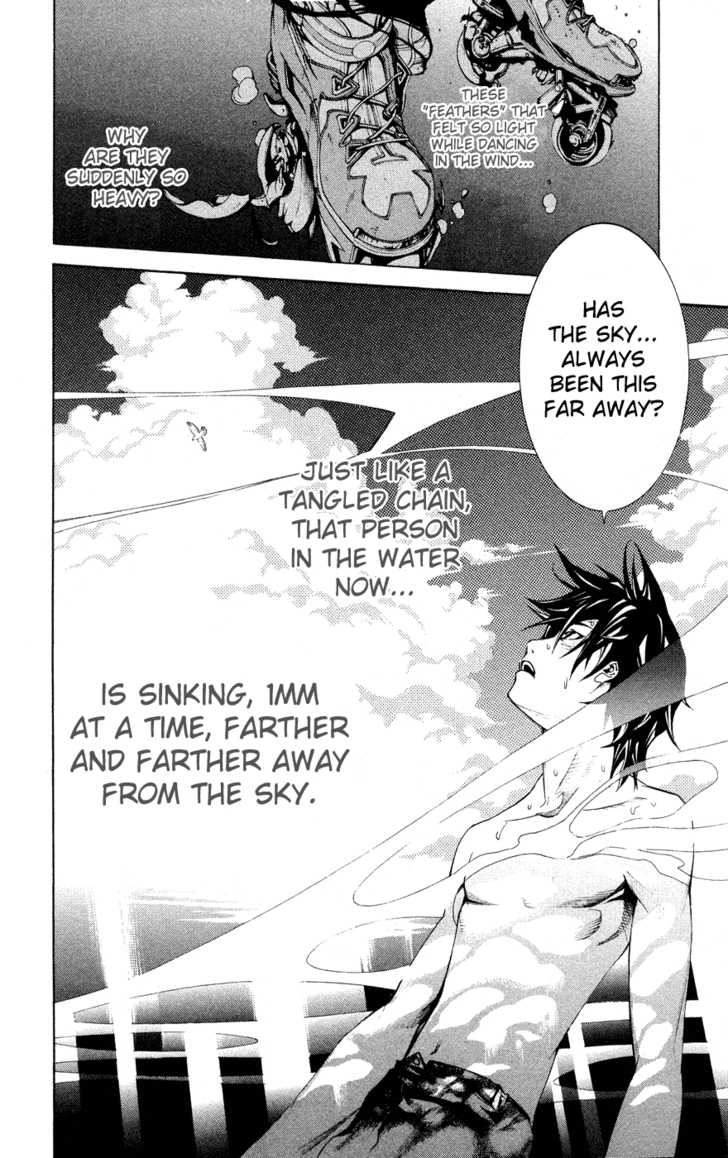 THESE
"FEATHERS" THAT
FELT SO LIGHT
WHILE DANCING
IN THE WIND...
WHY
ARE THEY
SUDDENLY SO
HEAVY?
HAS
THE SKY...
ALWAYS
BEEN THIS
FAR AWAY?
JUST LIKE A
TANGLED CHAIN,
THAT PERSON
IN THE WATER
NOW...
IS SINKING, 1MM
AT A TIME, FARTHER
AND FARTHER AWAY
FROM THE SKY.